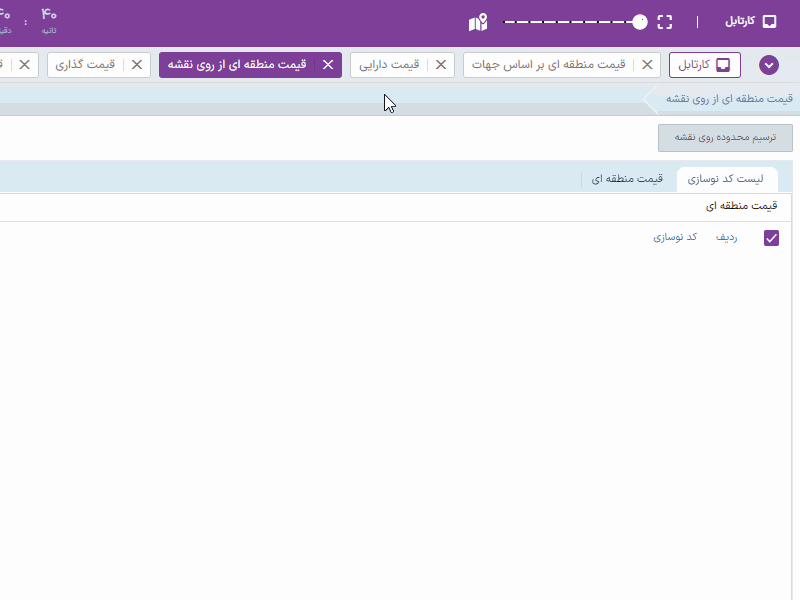 کارتابل | ۴۰ : ۴۰
ثانیه
کارتابل قیمت منطقه ای بر اساس جهات قیمت دارایی قیمت منطقه ای از روی نقشه قیمت گذاری
قیمت منطقه ای از روی نقشه
ترسیم محدوده روی نقشه
لیست کد نوسازی قیمت منطقه ای
قیمت منطقه ای
ردیف کد نوسازی